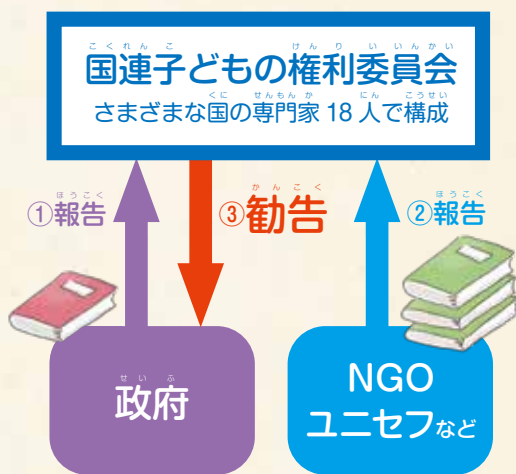 こくれんこ けんりいいんかい
国連子どもの権利委員会
くに せんもんか にん こうせい
さまざまな国の専門家 18 人で構成
ほうこく
①報告
かんこく
③勧告
ほうこく
②報告
せいふ
政府
NGO
ユニセフなど